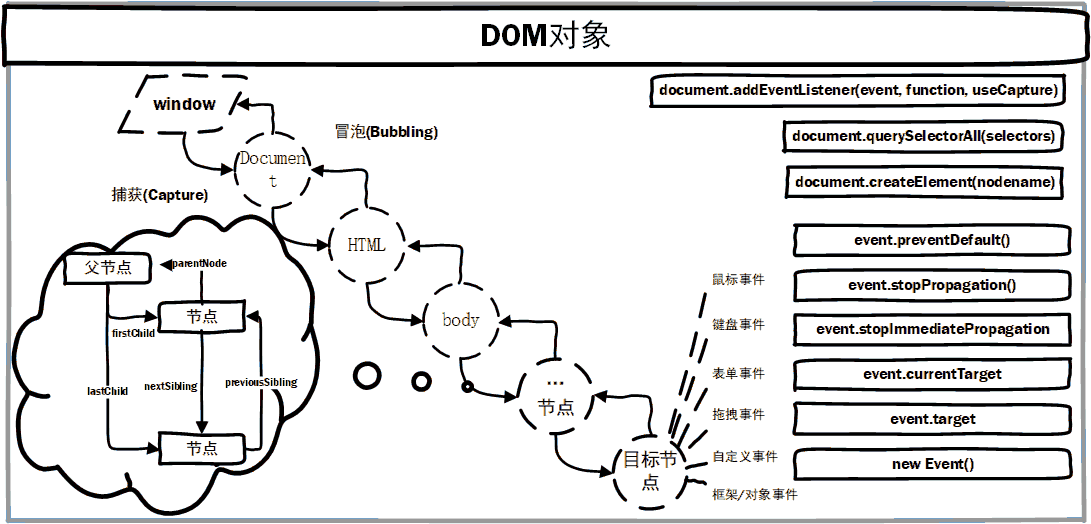 DOM对象
window
document.addEventListener(event, function, useCapture)
冒泡(Bubbling)
document.querySelectorAll(selectors)
Documen
t
捕获(Capture)
document.createElement(nodename)
HTML
event.preventDefault()
父节点
parentNode
鼠标事件
event.stopPropagation()
节点
firstChild
body
键盘事件
event.stopImmediatePropagation
lastChild
nextSibling
previousSibling
表单事件
event.currentTarget
...
节点
拖拽事件
event.target
节点
目标节
点
自定义事件
new Event()
框架/对象事件